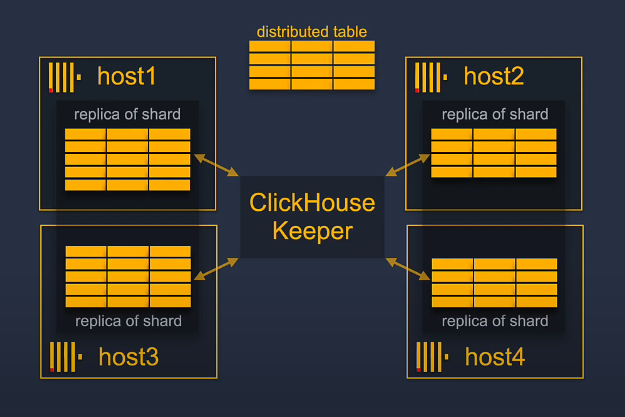 distributed table
host1
replica of shard
host2
replica of shard
ClickHouse
Keeper
replica of shard
host3
replica of shard
host4